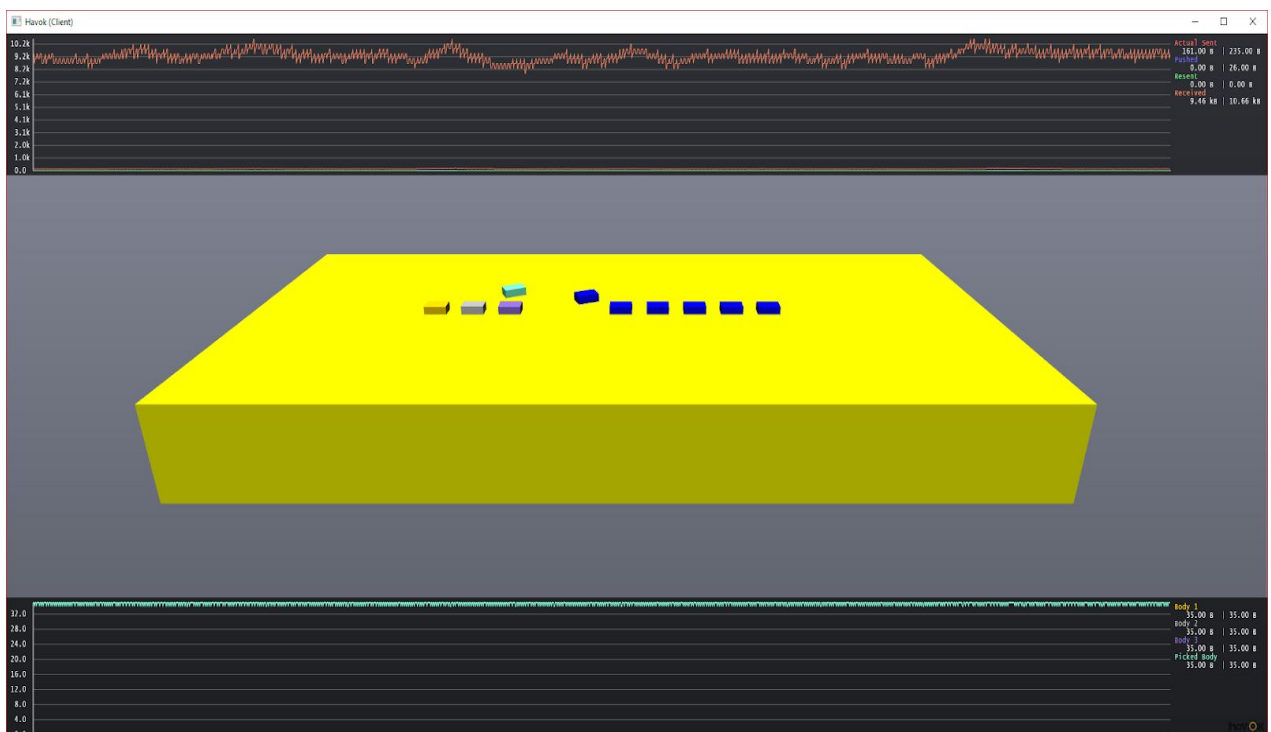 Havok (Client)
10.2k
9.2k
8.2k
7.2k
6.1k
5.1k
4.1k
3.1k
2.0k
1.0k
0.0
Actual Sent
161.00 B | 235.00 B
Pushed
0.00 B | 26.00 B
Resent
0.00 B | 0.00 B
Received
9.46 kB | 10.66 kB
32.0
28.0
24.0
20.0
16.0
12.0
8.0
4.0
Body 1
35.00 B | 35.00 B
Body 2
35.00 B | 35.00 B
Body 3
35.00 B | 35.00 B
Picked Body
35.00 B | 35.00 B